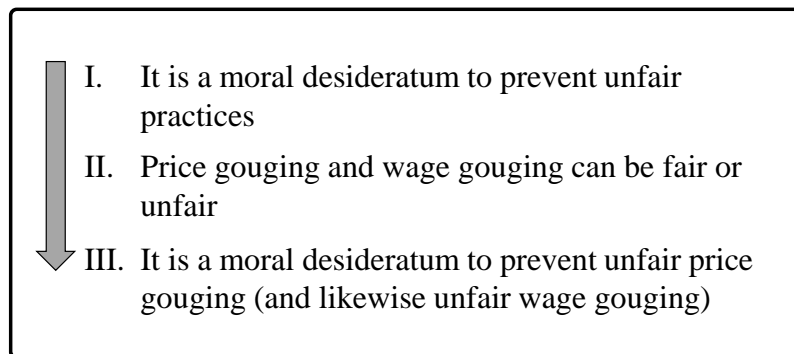 I. It is a moral desideratum to prevent unfair
practices
II. Price gouging and wage gouging can be fair or
unfair
III. It is a moral desideratum to prevent unfair price
gouging (and likewise unfair wage gouging)